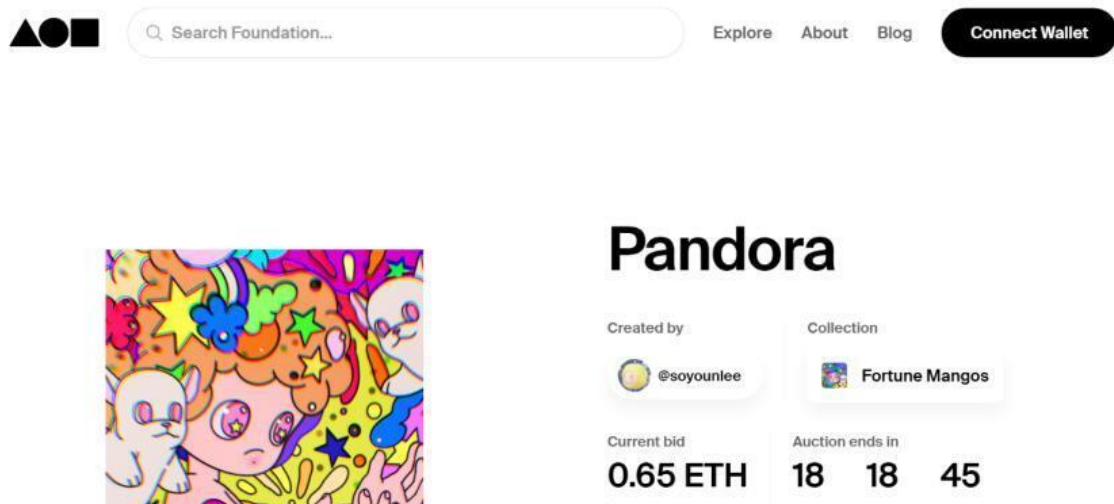 Search Foundation...
Explore
About
Blog
Connect Wallet
Pandora
Created by
@soyounlee
Collection
Fortune Mangos
Current bid
0.65 ETH
Auction ends in
18 18 45